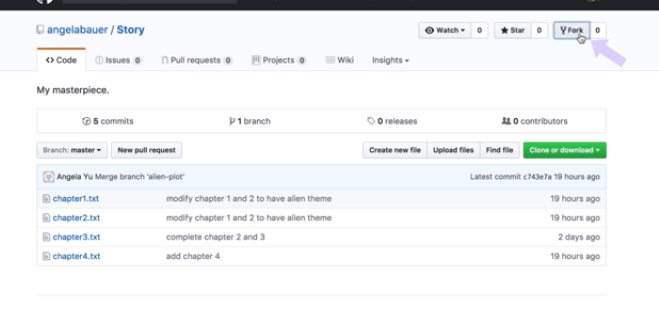 angelabauer / Story
Watch 0 Star 0 Fork 0
Code Issues 0 Pull requests 0 Projects 0 Wiki Insights
My masterpiece.
5 commits 1 branch 0 releases 0 contributors
Branch: master New pull request Create new file Upload files Find file Clone or download
Angela Yu Merge branch 'alien-plot' Latest commit c743e7a 19 hours ago
chapter1.txt modify chapter 1 and 2 to have alien theme 19 hours ago
chapter2.txt modify chapter 1 and 2 to have alien theme 19 hours ago
chapter3.txt complete chapter 2 and 3 2 days ago
chapter4.txt add chapter 4 19 hours ago